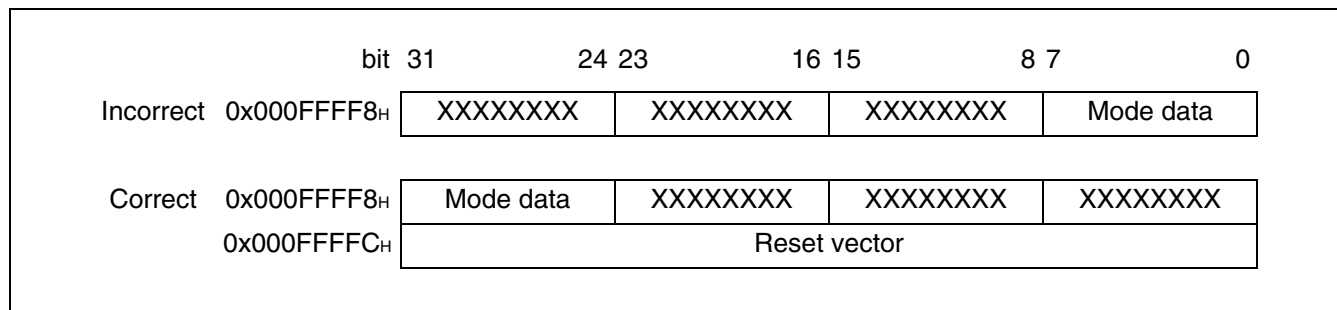 bit 31 24 23 16 15 8 7 0
Incorrect 0x000FFFF8H XXXXXXXX XXXXXXXX XXXXXXXX Mode data
Correct 0x000FFFF8H Mode data XXXXXXXX XXXXXXXX XXXXXXXX
0x000FFFFCH Reset vector